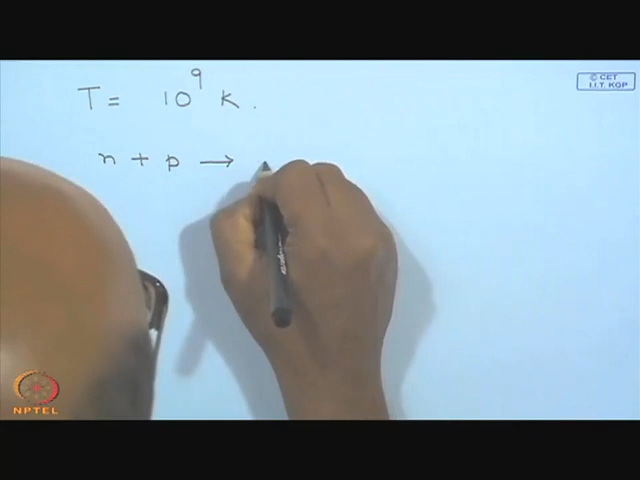 T = 10⁹ K.
© CET
I.I.T. KGP
n + p →
NPTEL